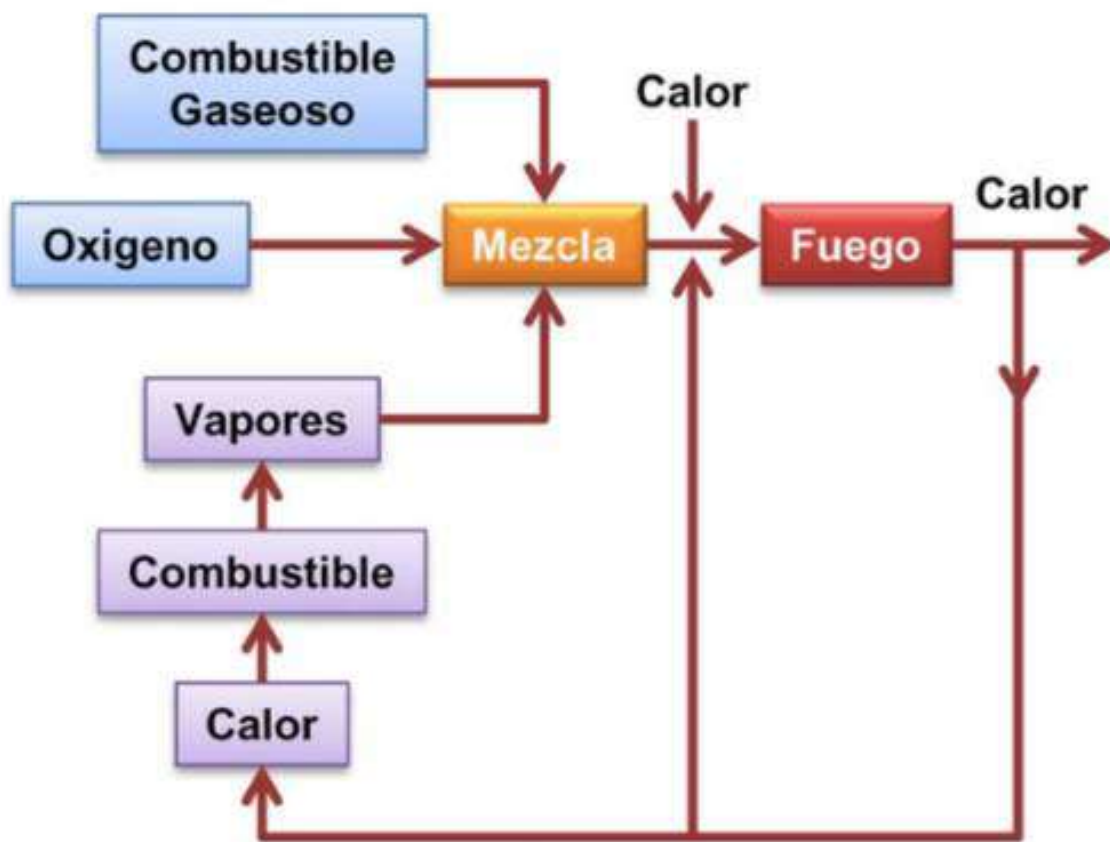 Combustible
Gaseoso
Calor
Calor
Oxigeno
Mezcla
Fuego
Vapores
Combustible
Calor